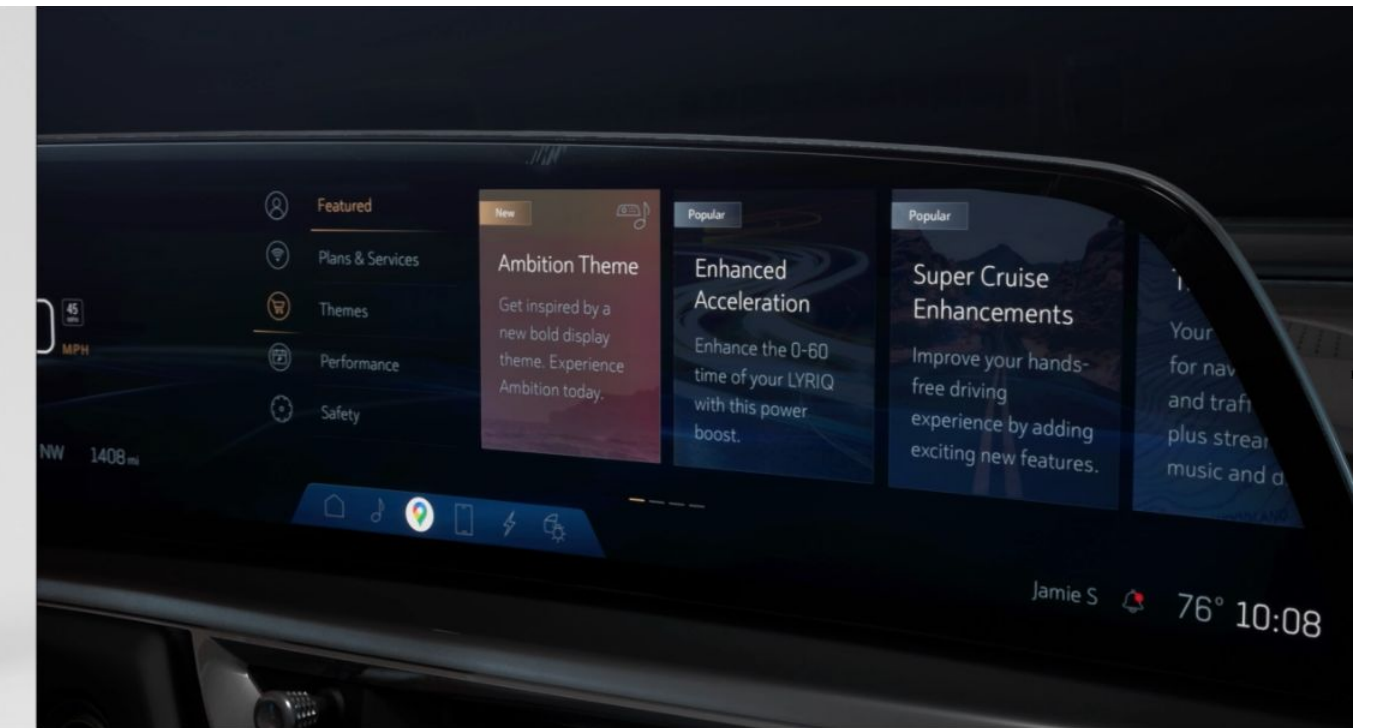 45
MPH
NW 1408 mi
Featured
Plans & Services
Themes
Performance
Safety
New
Ambition Theme
Get inspired by a
new bold display
theme. Experience
Ambition today.
Popular
Enhanced
Acceleration
Enhance the 0-60
time of your LYRIQ
with this power
boost.
Popular
Super Cruise
Enhancements
Improve your hands-
free driving
experience by adding
exciting new features.
Your
for nav
and traf
plus strea
music and d
Jamie S 76° 10:08